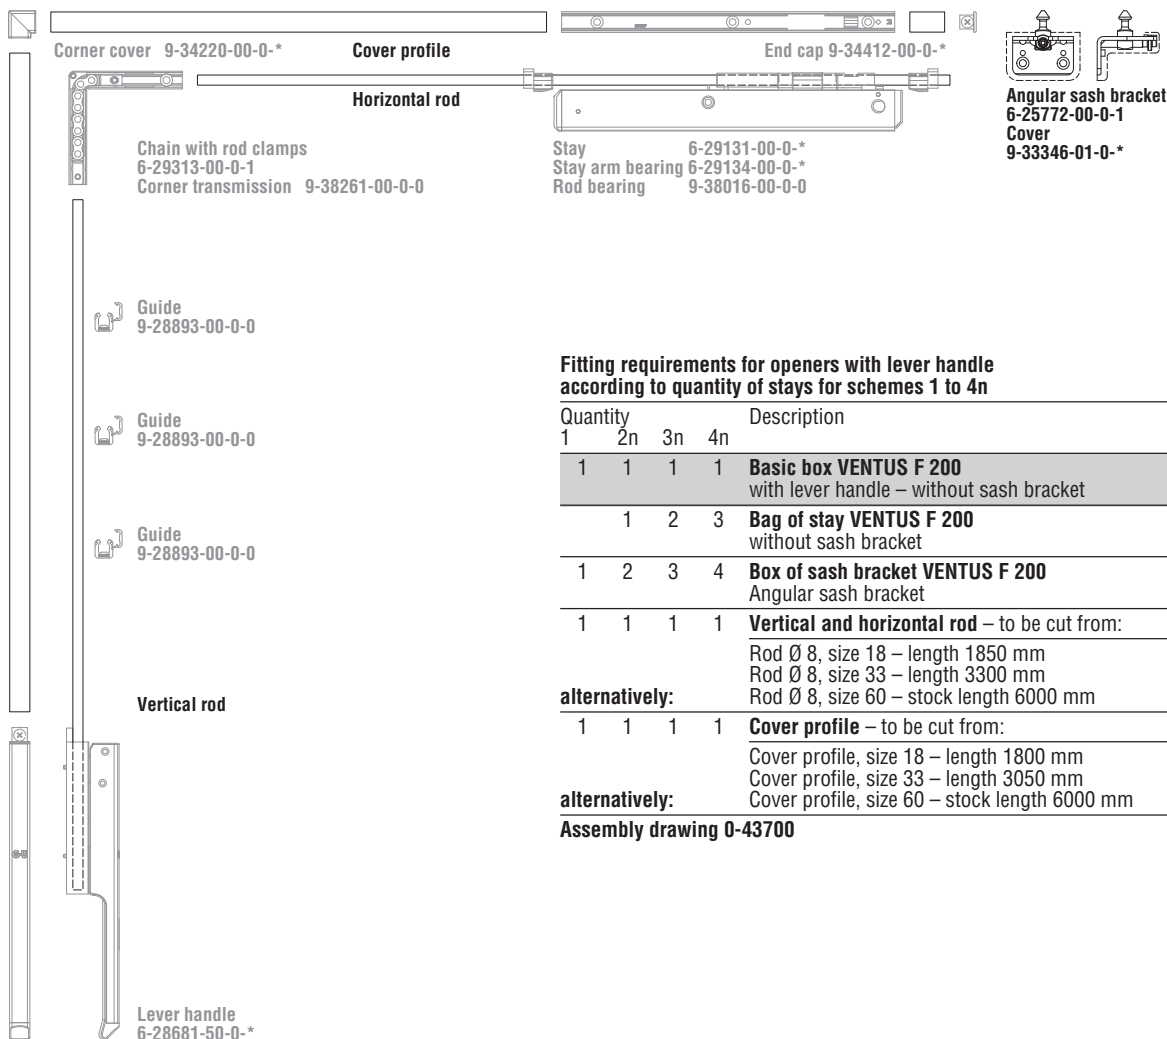 Corner cover 9-34220-00-0-*
Cover profile
End cap 9-34412-00-0-*
Horizontal rod
Angular sash bracket
6-25772-00-0-1
Cover
9-33346-01-0-*
Chain with rod clamps
6-29313-00-0-1
Corner transmission 9-38261-00-0-0
Stay 6-29131-00-0-*
Stay arm bearing 6-29134-00-0-*
Rod bearing 9-38016-00-0-0
Guide
9-28893-00-0-0
Guide
9-28893-00-0-0
Guide
9-28893-00-0-0
Vertical rod
Lever handle
6-28681-50-0-*
Fitting requirements for openers with lever handle
according to quantity of stays for schemes 1 to 4n
Quantity Description
1 2n 3n 4n
1 1 1 1 Basic box VENTUS F 200
with lever handle – without sash bracket
1 2 3 Bag of stay VENTUS F 200
without sash bracket
1 2 3 4 Box of sash bracket VENTUS F 200
Angular sash bracket
1 1 1 1 Vertical and horizontal rod – to be cut from:
Rod Ø 8, size 18 – length 1850 mm
Rod Ø 8, size 33 – length 3300 mm
alternatively: Rod Ø 8, size 60 – stock length 6000 mm
1 1 1 1 Cover profile – to be cut from:
Cover profile, size 18 – length 1800 mm
Cover profile, size 33 – length 3050 mm
alternatively: Cover profile, size 60 – stock length 6000 mm
Assembly drawing 0-43700